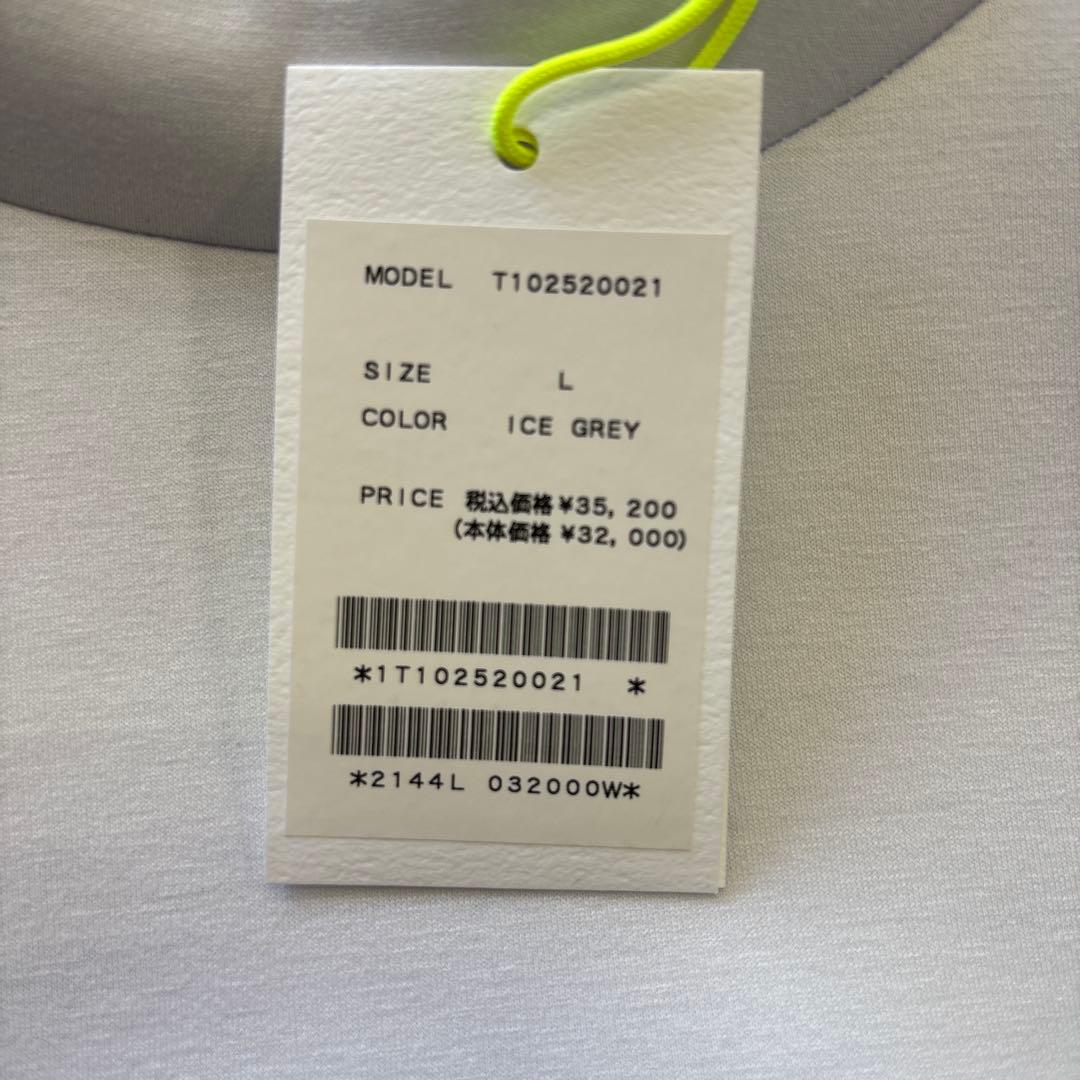 MODEL T102520021
SIZE L
COLOR ICE GREY
PRICE 税込価格 ¥35, 200
(本体価格 ¥32, 000)
*1T102520021 *
*2144L 032000W*